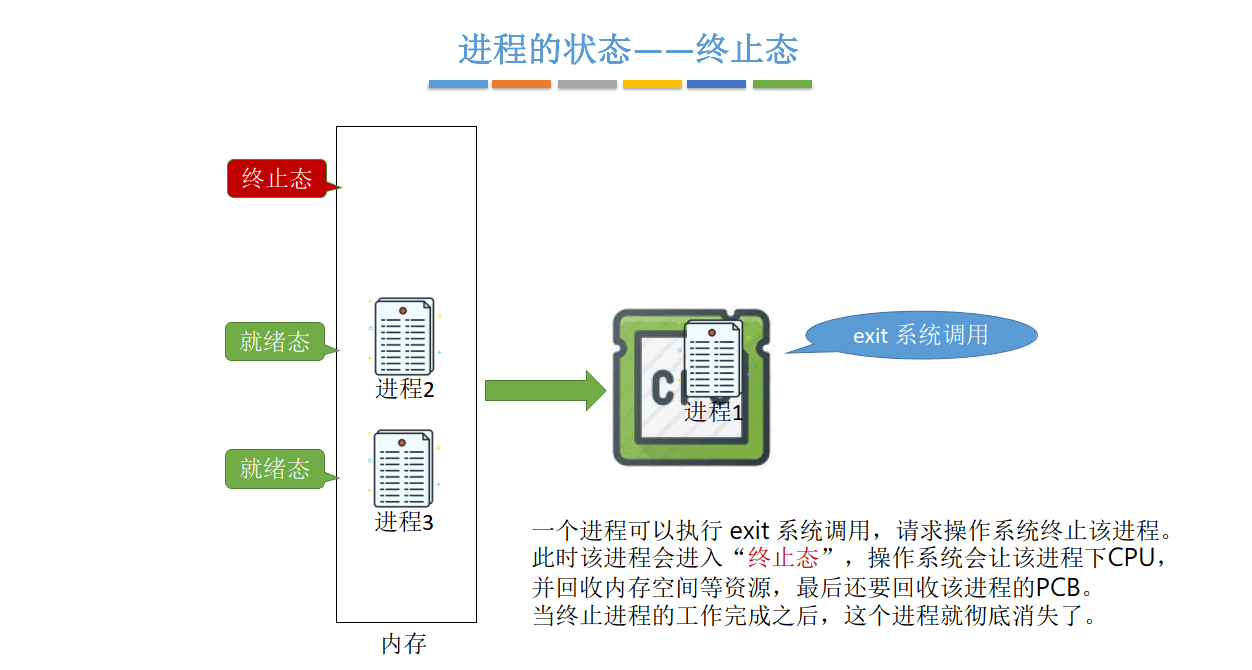 进程的状态——终止态
终止态
就绪态
进程2
exit 系统调用
进程1
就绪态
进程3
一个进程可以执行 exit 系统调用，请求操作系统终止该进程。
此时该进程会进入“终止态”，操作系统会让该进程下CPU，
并回收内存空间等资源，最后还要回收该进程的PCB。
当终止进程的工作完成之后，这个进程就彻底消失了。
内存